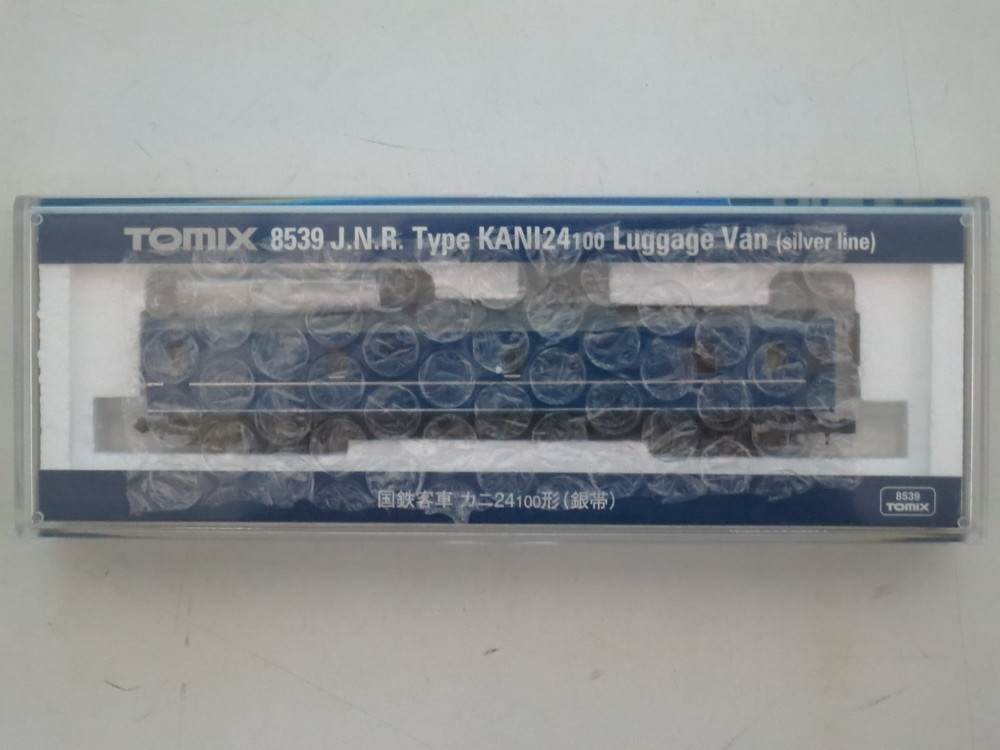 TOMIX 8539 J.N.R. Type KANI24100 Luggage Van (silver line)
国鉄客車 カニ24100形(銀帯)
8539
TOMIX